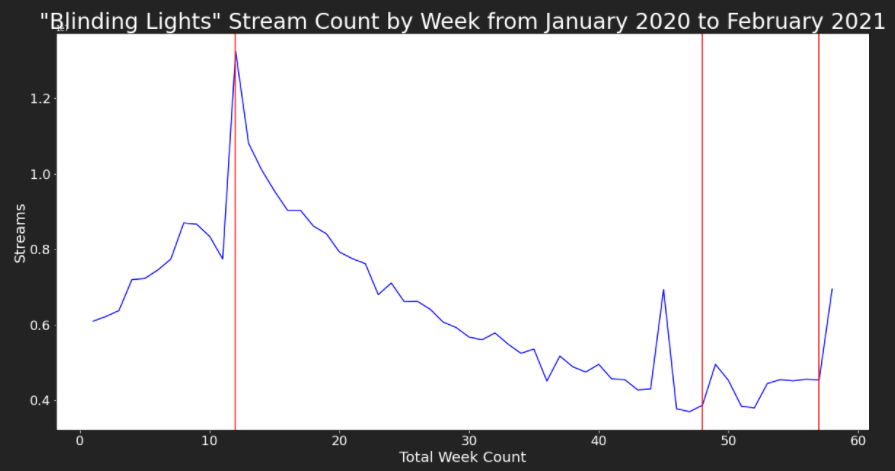 "Blinding Lights" Stream Count by Week from January 2020 to February 2021
1.2
1.0
0.8
0.6
0.4
Streams
0 10 20 30 40 50 60
Total Week Count